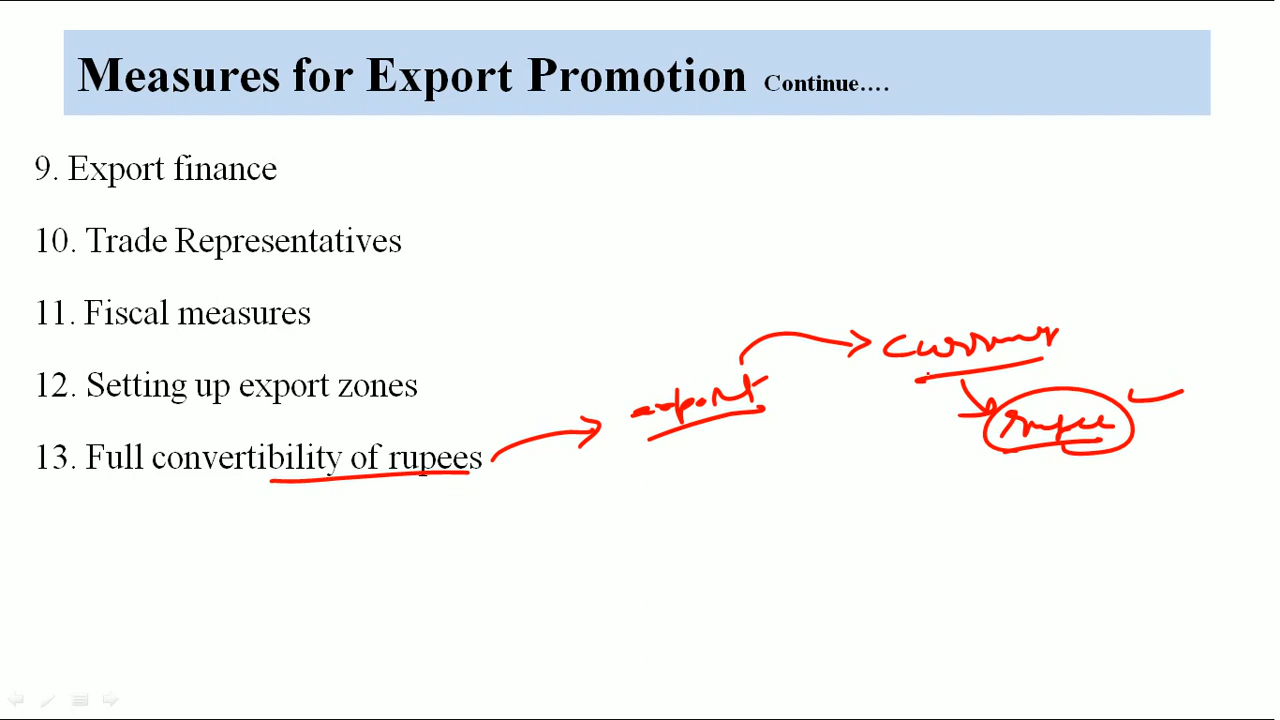 Measures for Export Promotion Continue....
9. Export finance
10. Trade Representatives
11. Fiscal measures
12. Setting up export zones
13. Full convertibility of rupees
export
rupee